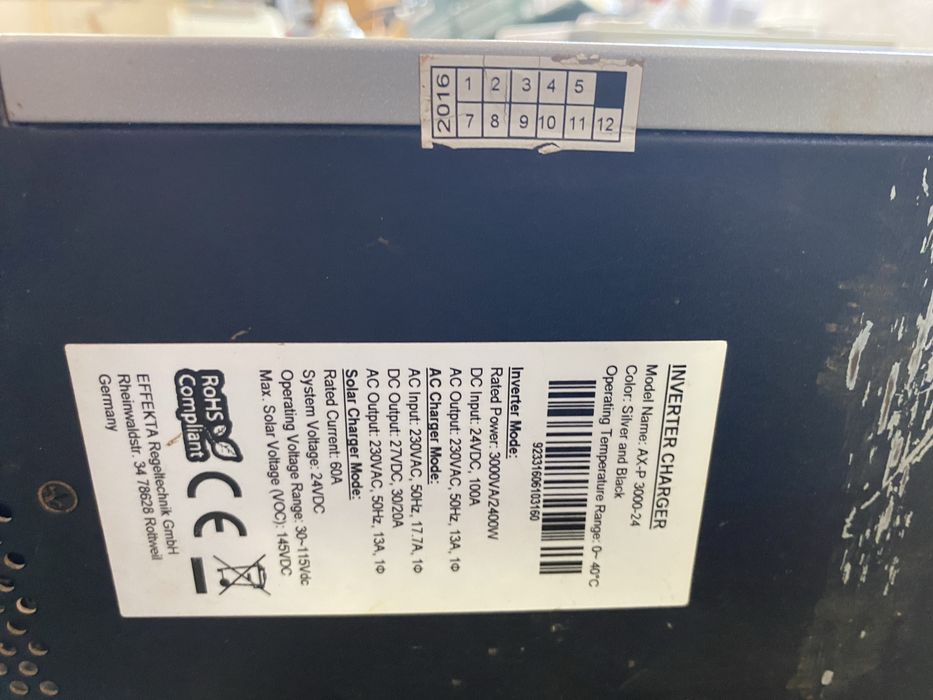 2016
1 2 3 4 5
7 8 9 10 11 12
INVERTER CHARGER
Model Name: AX-P 3000-24
Color: Silver and Black
Operating Temperature Range: 0~ 40°C
92331606103160
Inverter Mode:
Rated Power: 3000VA/2400W
DC Input: 24VDC, 100A
AC Output: 230VAC, 50Hz, 13A, 1Φ
AC Charger Mode:
AC Input: 230VAC, 50Hz, 17.7A, 1Φ
DC Output: 27VDC, 30/20A
AC Output: 230VAC, 50Hz, 13A, 1Φ
Solar Charger Mode:
Rated Current: 60A
System Voltage: 24VDC
Operating Voltage Range: 30~115Vdc
Max. Solar Voltage (VOC): 145VDC
RoHS
Compliant
CE
EFFEKTA Regeltechnik GmbH
Rheinwaldstr. 34 78628 Rottweil
Germany